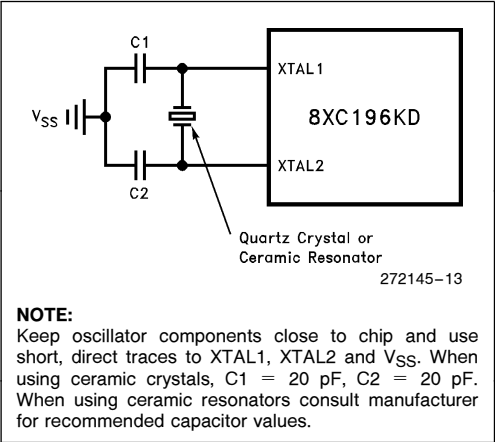 C1
XTAL1
8XC196KD
VSS
XTAL2
C2
Quartz Crystal or
Ceramic Resonator
272145–13
NOTE:
Keep oscillator components close to chip and use
short, direct traces to XTAL1, XTAL2 and VSS. When
using ceramic crystals, C1 = 20 pF, C2 = 20 pF.
When using ceramic resonators consult manufacturer
for recommended capacitor values.